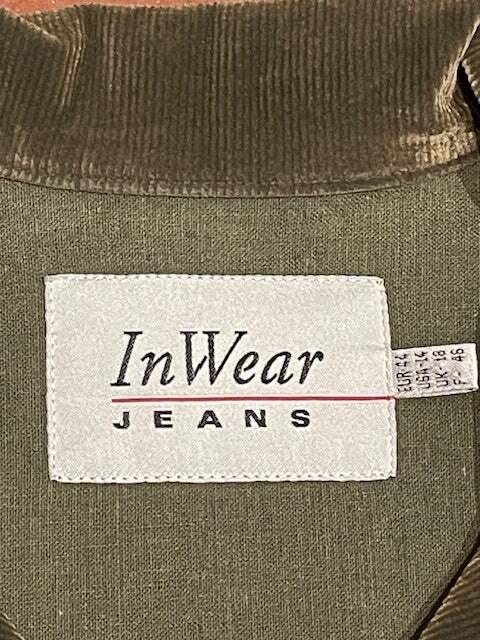 InWear
JEANS
EUR 44
USA-14
UK- 18
F- 46